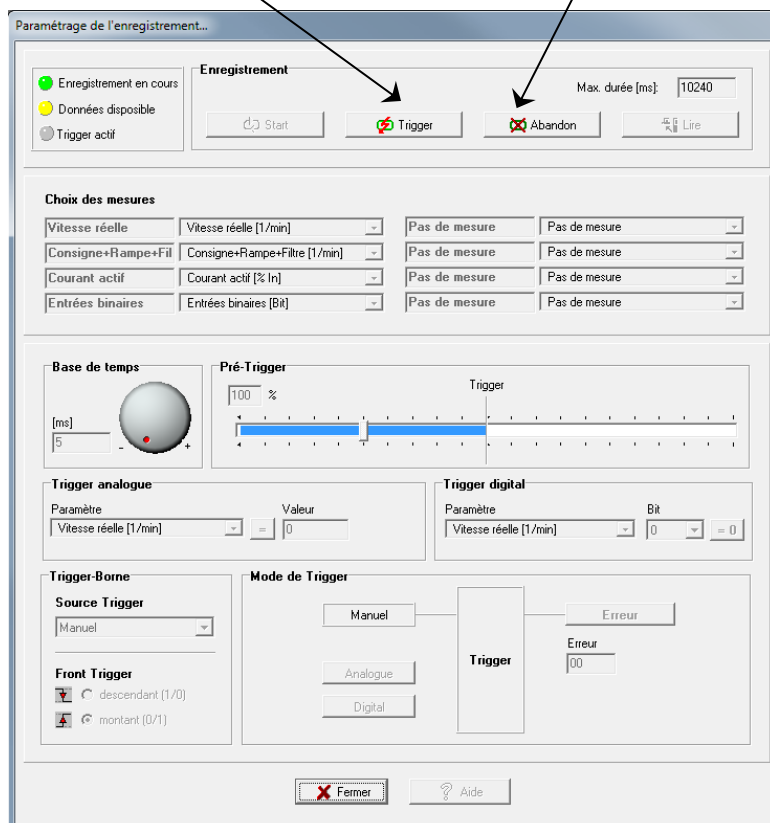 Paramétrage de l'enregistrement...
Enregistrement en cours
Données disponible
Trigger actif
Enregistrement
Max. durée [ms]: 10240
Start Trigger Abandon Lire
Choix des mesures
Vitesse réelle Vitesse réelle [1/min] Pas de mesure Pas de mesure
Consigne+Rampe+Fil Consigne+Rampe+Filtre [1/min] Pas de mesure Pas de mesure
Courant actif Courant actif [% In] Pas de mesure Pas de mesure
Entrées binaires Entrées binaires [Bit] Pas de mesure Pas de mesure
Base de temps
[ms]
5
- +
Pré-Trigger
100 %
Trigger
Trigger analogue
Paramètre Valeur
Vitesse réelle [1/min] = 0
Trigger digital
Paramètre Bit
Vitesse réelle [1/min] 0 = 0
Trigger-Borne
Source Trigger
Manuel
Front Trigger
descendant (1/0)
montant (0/1)
Mode de Trigger
Manuel
Analogue
Digital
Trigger
Erreur
Erreur
00
Fermer Aide